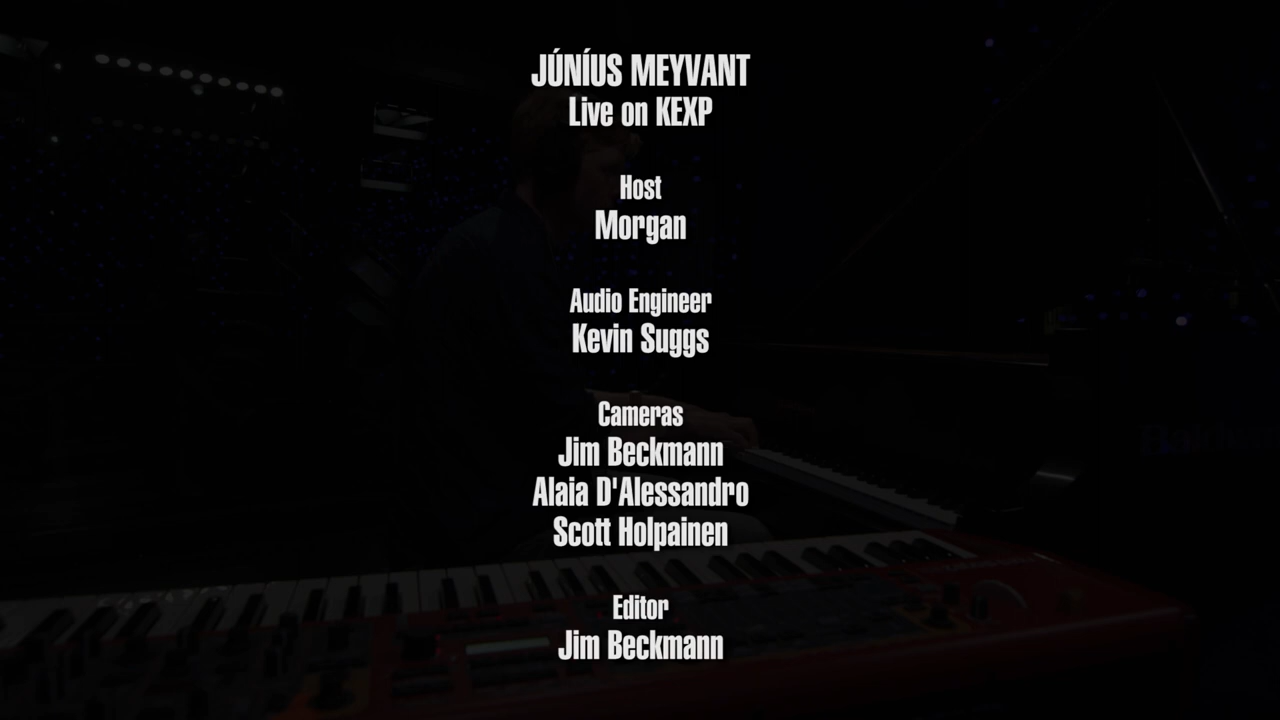 JÚNÍUS MEYVANT
Live on KEXP
Host
Morgan
Audio Engineer
Kevin Suggs
Cameras
Jim Beckmann
Alaia D'Alessandro
Scott Holpainen
Editor
Jim Beckmann